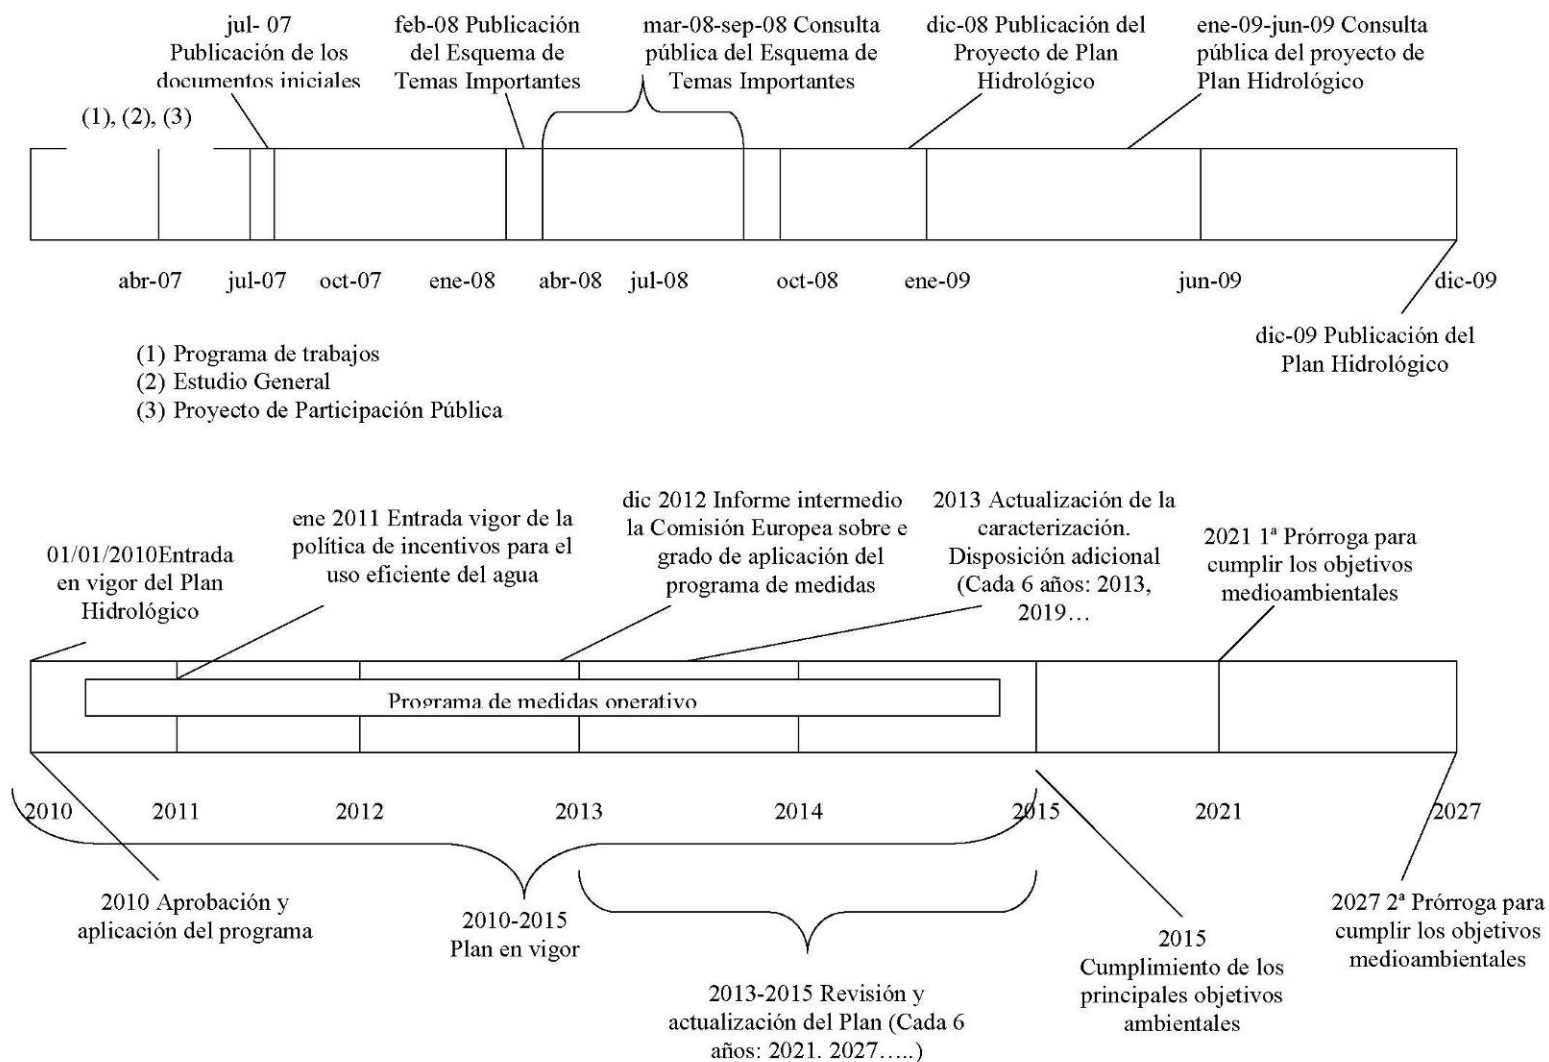 jul- 07
Publicación de los
documentos iniciales
feb-08 Publicación
del Esquema de
Temas Importantes
mar-08-sep-08 Consulta
pública del Esquema de
Temas Importantes
dic-08 Publicación del
Proyecto de Plan
Hidrológico
ene-09-jun-09 Consulta
pública del proyecto de
Plan Hidrológico
(1), (2), (3)
abr-07
jul-07
oct-07
ene-08
abr-08
jul-08
oct-08
ene-09
jun-09
dic-09
dic-09 Publicación del
Plan Hidrológico
(1) Programa de trabajos
(2) Estudio General
(3) Proyecto de Participación Pública
01/01/2010Entrada
en vigor del Plan
Hidrológico
ene 2011 Entrada vigor de la
política de incentivos para el
uso eficiente del agua
dic 2012 Informe intermedio
la Comisión Europea sobre e
grado de aplicación del
programa de medidas
2013 Actualización de la
caracterización.
Disposición adicional
(Cada 6 años: 2013,
2019…
2021 1ª Prórroga para
cumplir los objetivos
medioambientales
Programa de medidas operativo
2010
2011
2012
2013
2014
2015
2021
2027
2010 Aprobación y
aplicación del programa
2010-2015
Plan en vigor
2013-2015 Revisión y
actualización del Plan (Cada 6
años: 2021. 2027…..)
2015
Cumplimiento de los
principales objetivos
ambientales
2027 2ª Prórroga para
cumplir los objetivos
medioambientales